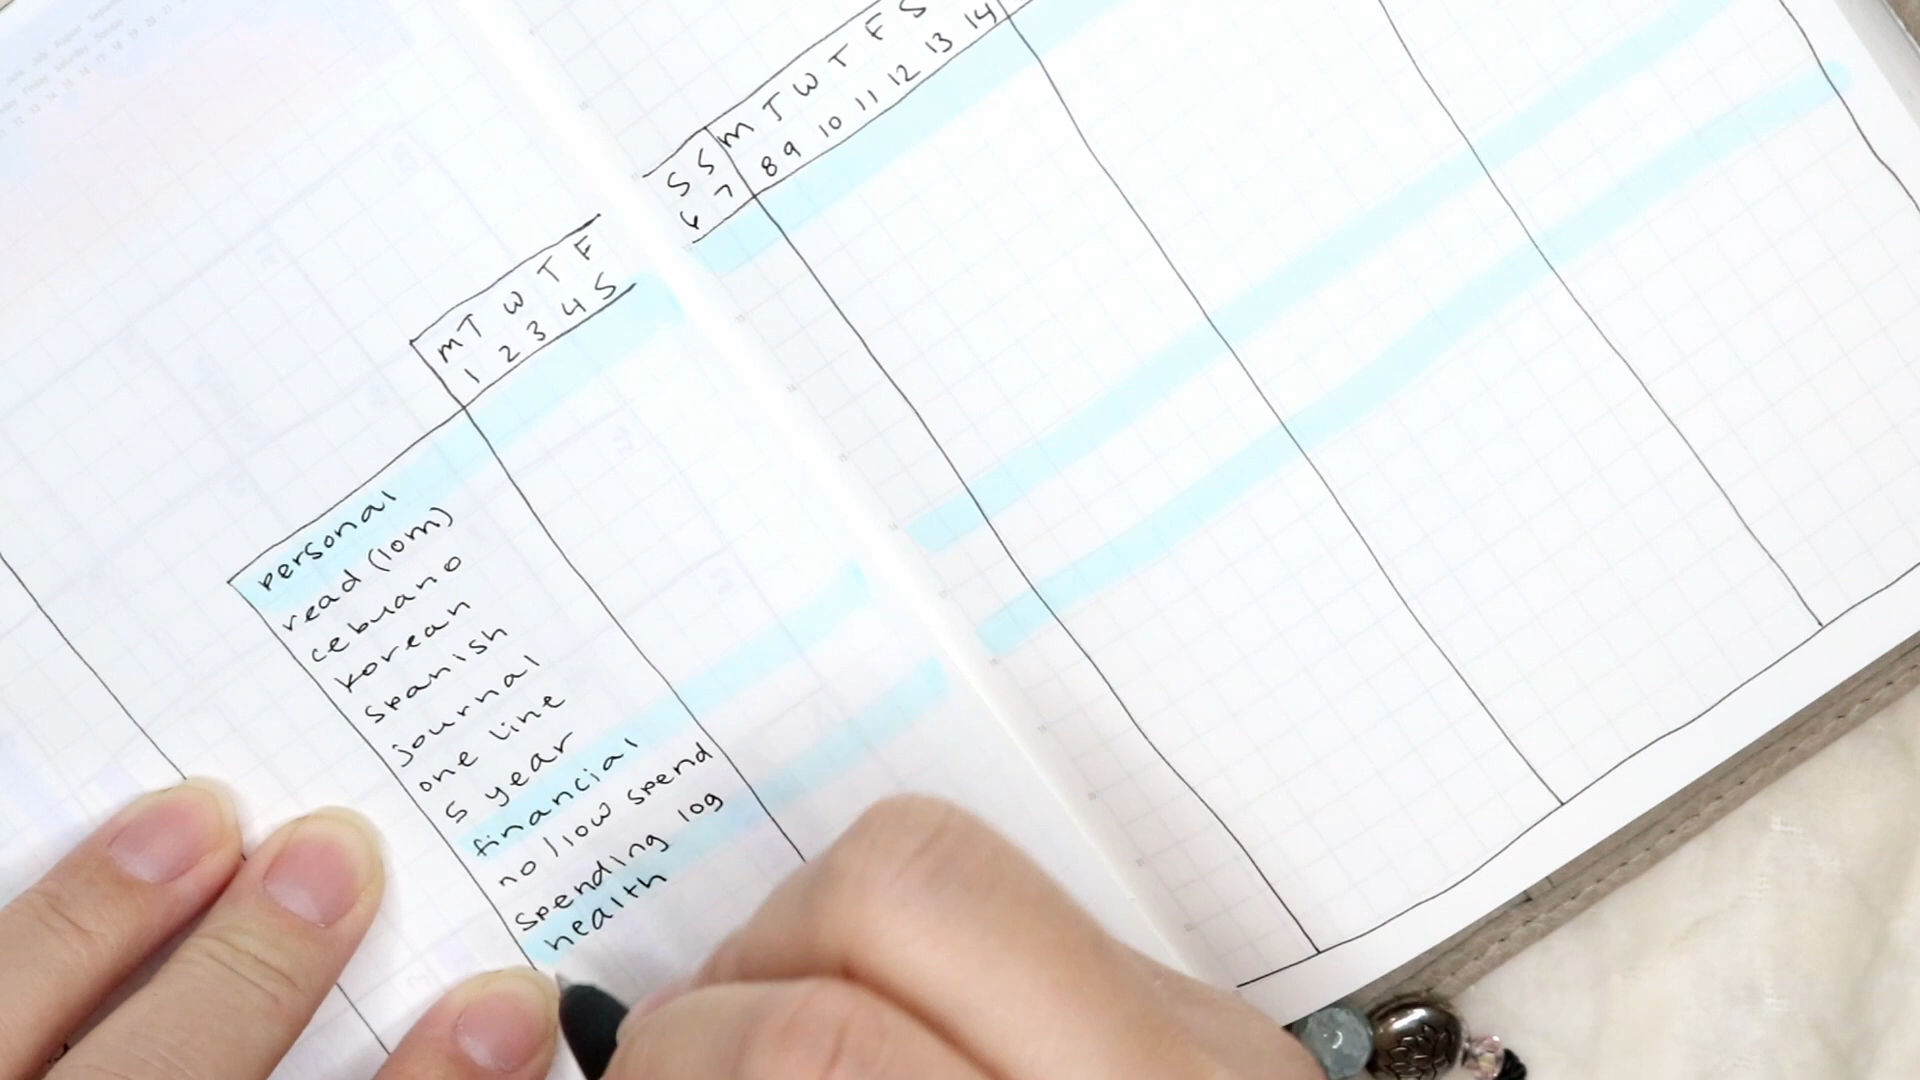 M T W T F
1 2 3 4 5
S S M T W T F S
6 7 8 9 10 11 12 13 14
personal
read (10m)
cebuano
korean
spanish
journal
one line
5 year
financial
no/low spend
spending log
health